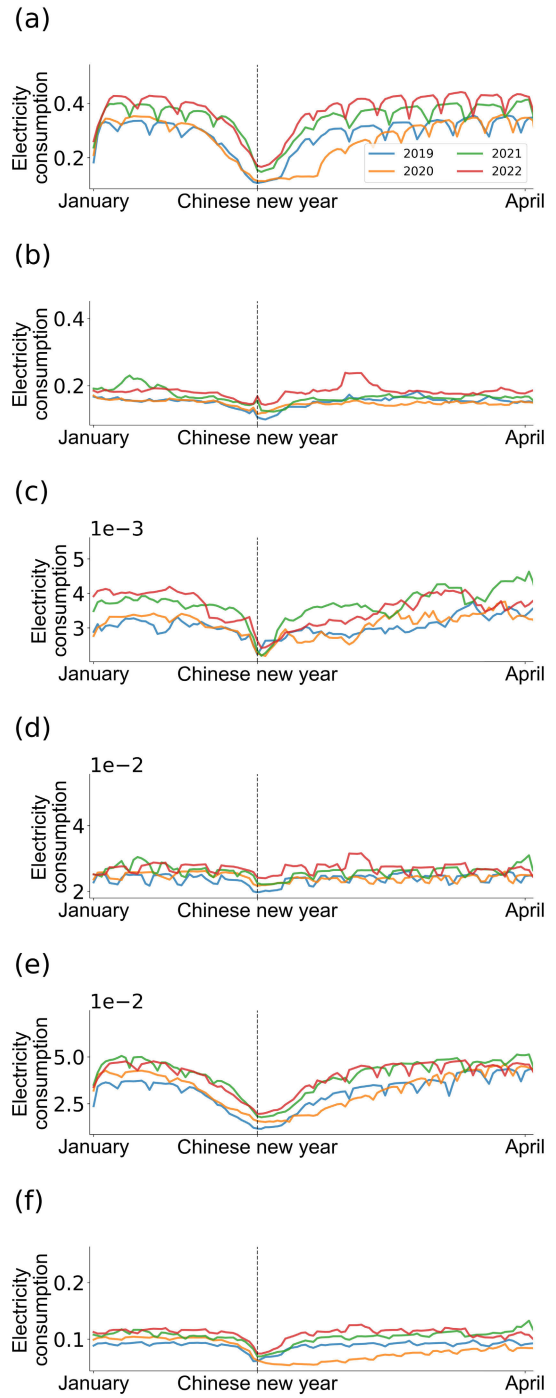 (a)
Electricity
consumption
0.4
0.2
2019
2021
2020
2022
January
Chinese new year
April
(b)
Electricity
consumption
0.4
0.2
January
Chinese new year
April
(c)
1e−3
Electricity
consumption
5
4
3
January
Chinese new year
April
(d)
1e−2
Electricity
consumption
4
2
January
Chinese new year
April
(e)
1e−2
Electricity
consumption
5.0
2.5
January
Chinese new year
April
(f)
Electricity
consumption
0.2
0.1
January
Chinese new year
April